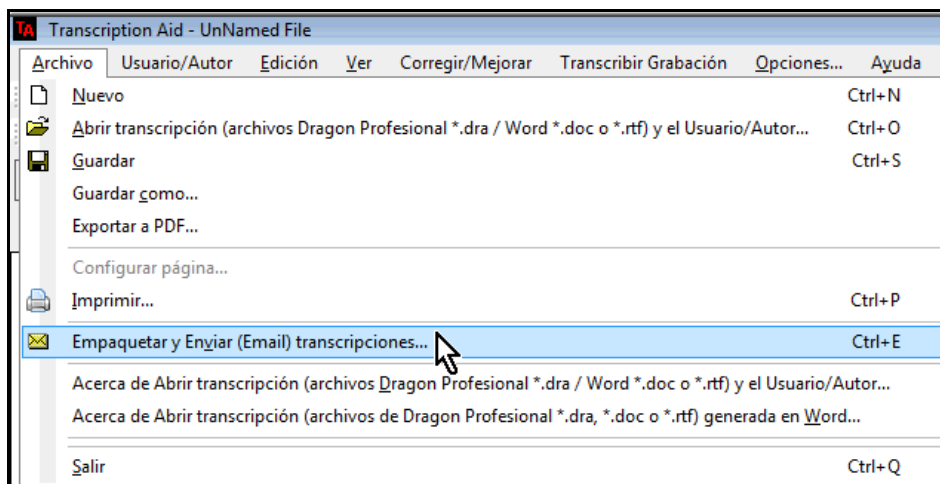 TA Transcription Aid - UnNamed File
Archivo Usuario/Autor Edición Ver Corregir/Mejorar Transcribir Grabación Opciones... Ayuda
Nuevo Ctrl+N
Abrir transcripción (archivos Dragon Profesional *.dra / Word *.doc o *.rtf) y el Usuario/Autor... Ctrl+O
Guardar Ctrl+S
Guardar como...
Exportar a PDF...
Configurar página...
Imprimir... Ctrl+P
Empaquetar y Enviar (Email) transcripciones... Ctrl+E
Acerca de Abrir transcripción (archivos Dragon Profesional *.dra / Word *.doc o *.rtf) y el Usuario/Autor...
Acerca de Abrir transcripción (archivos de Dragon Profesional *.dra, *.doc o *.rtf) generada en Word...
Salir Ctrl+Q